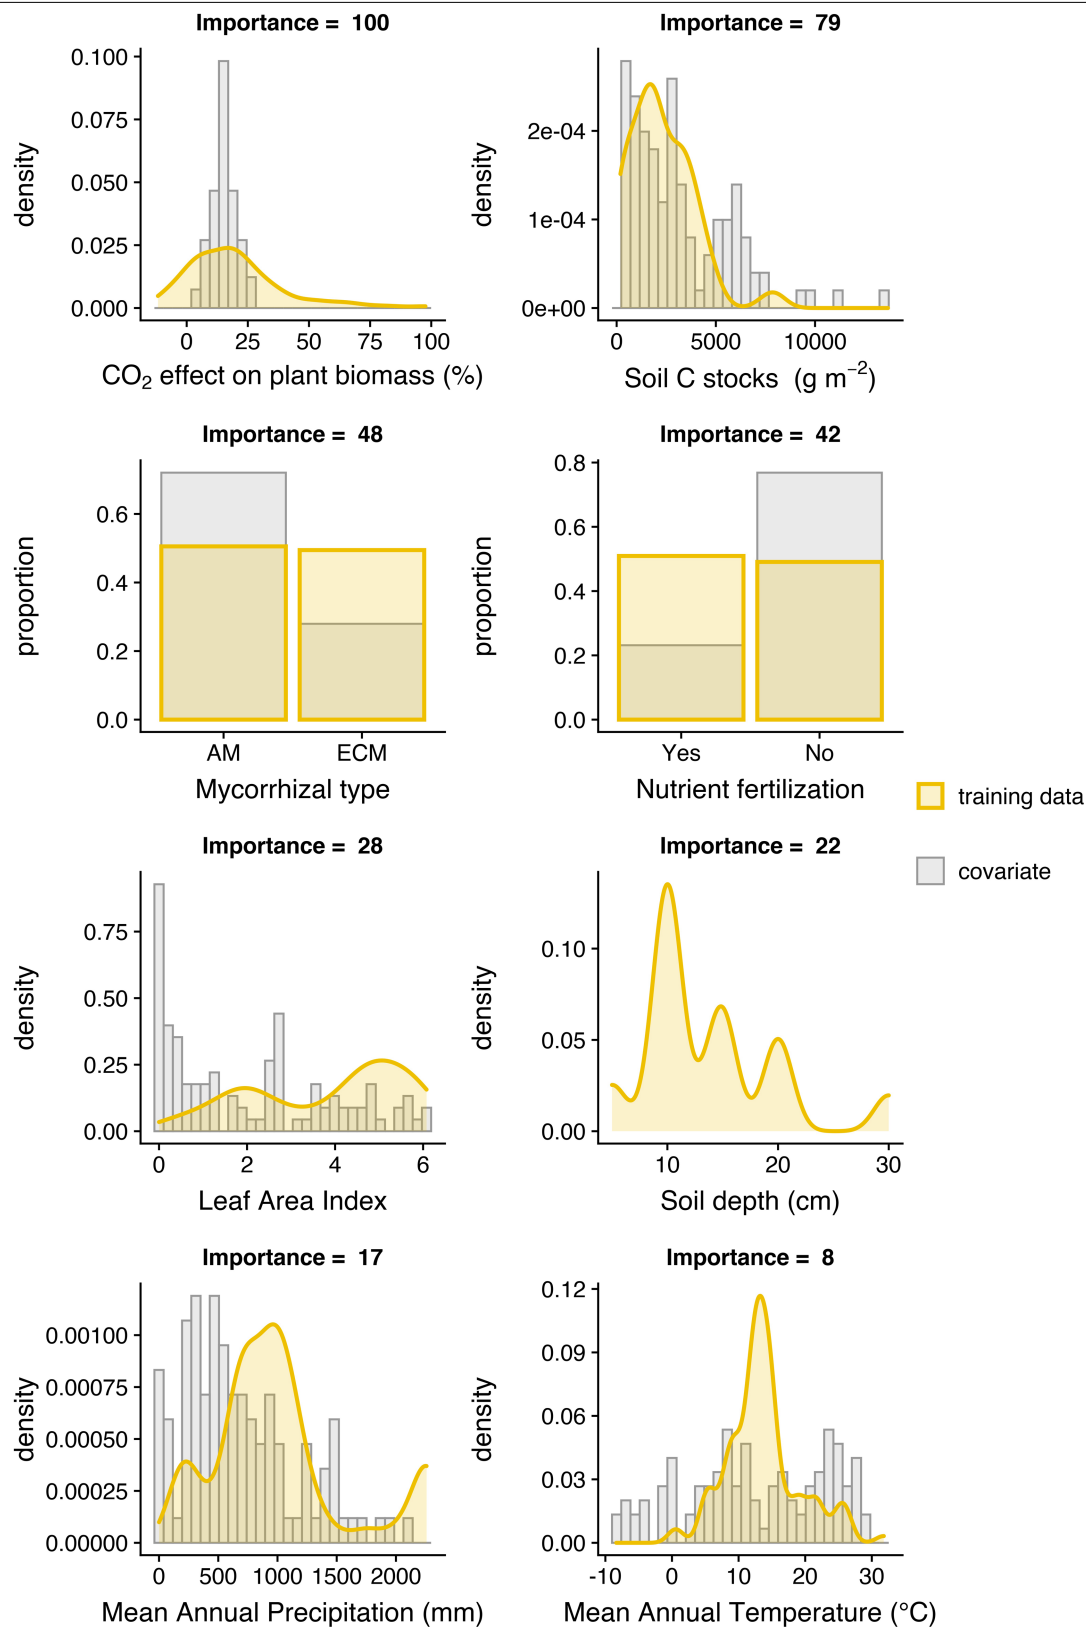 Importance = 100
0.100
0.075
0.050
0.025
0.000
density
0 25 50 75 100
CO₂ effect on plant biomass (%)
Importance = 79
2e-04
1e-04
0e+00
density
0 5000 10000
Soil C stocks (g m⁻²)
Importance = 48
0.6
0.4
0.2
0.0
proportion
AM ECM
Mycorrhizal type
Importance = 42
0.8
0.6
0.4
0.2
0.0
proportion
Yes No
Nutrient fertilization
training data
covariate
Importance = 28
0.75
0.50
0.25
0.00
density
0 2 4 6
Leaf Area Index
Importance = 22
0.10
0.05
0.00
density
10 20 30
Soil depth (cm)
Importance = 17
0.00100
0.00075
0.00050
0.00025
0.00000
density
0 500 1000 1500 2000
Mean Annual Precipitation (mm)
Importance = 8
0.12
0.09
0.06
0.03
0.00
density
-10 0 10 20 30
Mean Annual Temperature (°C)